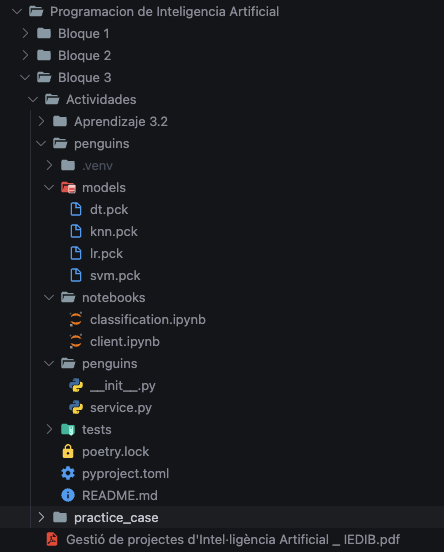 Programacion de Inteligencia Artificial
Bloque 1
Bloque 2
Bloque 3
Actividades
Aprendizaje 3.2
penguins
.venv
models
dt.pck
knn.pck
lr.pck
svm.pck
notebooks
classification.ipynb
client.ipynb
penguins
__init__.py
service.py
tests
poetry.lock
pyproject.toml
README.md
practice_case
Gestió de projectes d'Intel·ligència Artificial _ IEDIB.pdf